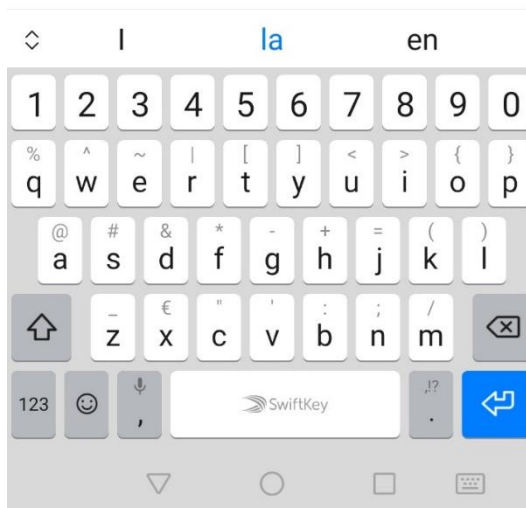 l la en
1 2 3 4 5 6 7 8 9 0
% ^ ~ | [ ] < > { }
q w e r t y u i o p
@ # & * - + = ( )
a s d f g h j k l
_ € " ' : ; /
z x c v b n m
,!?
123 , SwiftKey .